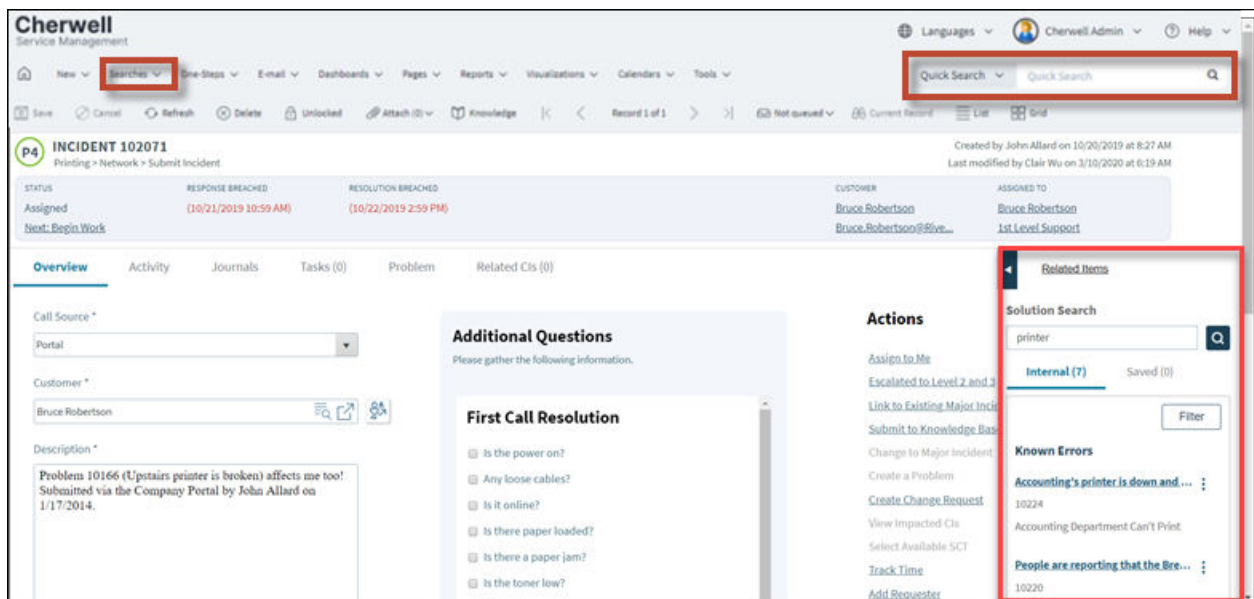 Cherwell
Service Management
Languages
Cherwell Admin
Help
New
Searches
One-Steps
E-mail
Dashboards
Pages
Reports
Visualizations
Calendars
Tools
Quick Search
Quick Search
Save
Cancel
Refresh
Delete
Unlocked
Attach (0)
Knowledge
Record 1 of 1
Not queued
Current Record
List
Grid
P4
INCIDENT 102071
Printing > Network > Submit Incident
Created by John Allard on 10/20/2019 at 8:27 AM
Last modified by Clair Wu on 3/10/2020 at 6:19 AM
STATUS
RESPONSE BREACHED
RESOLUTION BREACHED
CUSTOMER
ASSIGNED TO
Assigned
(10/21/2019 10:59 AM)
(10/22/2019 2:59 PM)
Bruce Robertson
Bruce Robertson
Next: Begin Work
Bruce.Robertson@Rive...
1st Level Support
Overview
Activity
Journals
Tasks (0)
Problem
Related CIs (0)
Call Source *
Portal
Customer *
Bruce Robertson
Description *
Problem 10166 (Upstairs printer is broken) affects me too!
Submitted via the Company Portal by John Allard on
1/17/2014.
Additional Questions
Please gather the following information.
First Call Resolution
Is the power on?
Any loose cables?
Is it online?
Is there paper loaded?
Is there a paper jam?
Is the toner low?
Actions
Assign to Me
Escalated to Level 2 and 3
Link to Existing Major Inci
Submit to Knowledge Bas
Change to Major Incident
Create a Problem
Create Change Request
View Impacted CIs
Select Available SCT
Track Time
Add Requester
Related Items
Solution Search
printer
Internal (7)
Saved (0)
Filter
Known Errors
Accounting's printer is down and ...
10224
Accounting Department Can't Print
People are reporting that the Bre...
10220